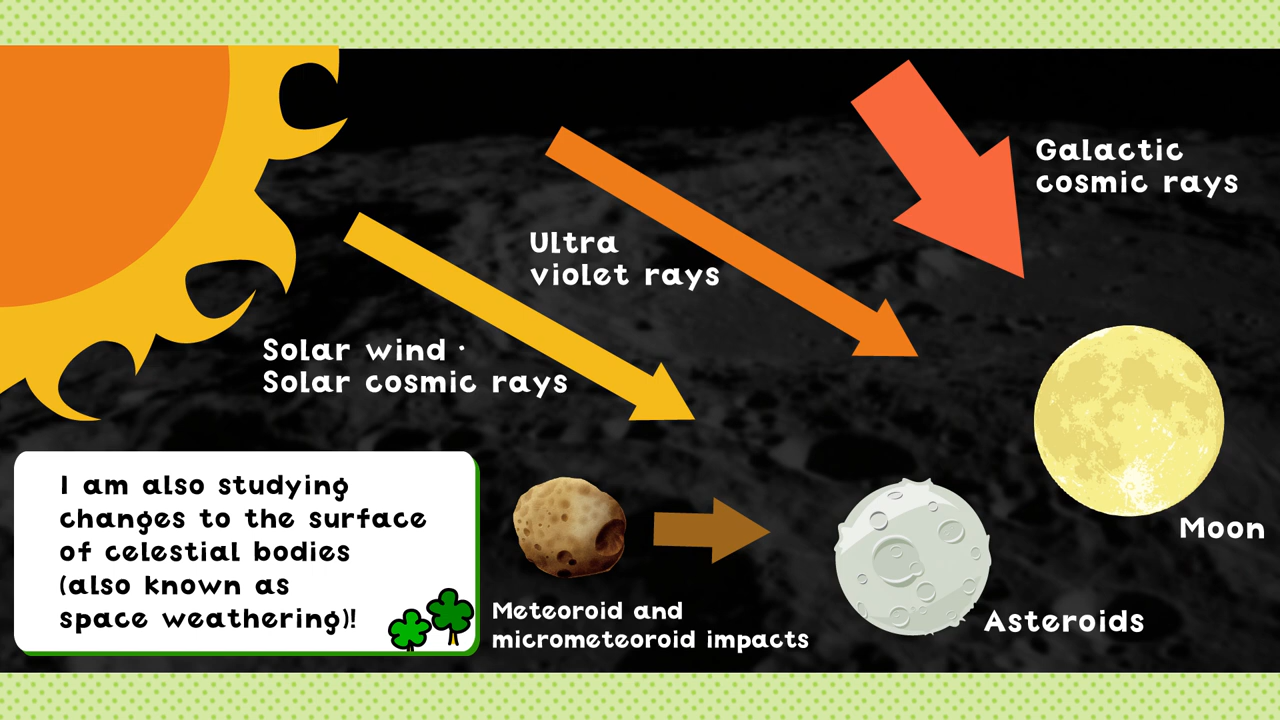 Galactic
cosmic rays
Ultra
violet rays
Solar wind ·
Solar cosmic rays
I am also studying
changes to the surface
of celestial bodies
(also known as
space weathering)!
Meteoroid and
micrometeoroid impacts
Moon
Asteroids